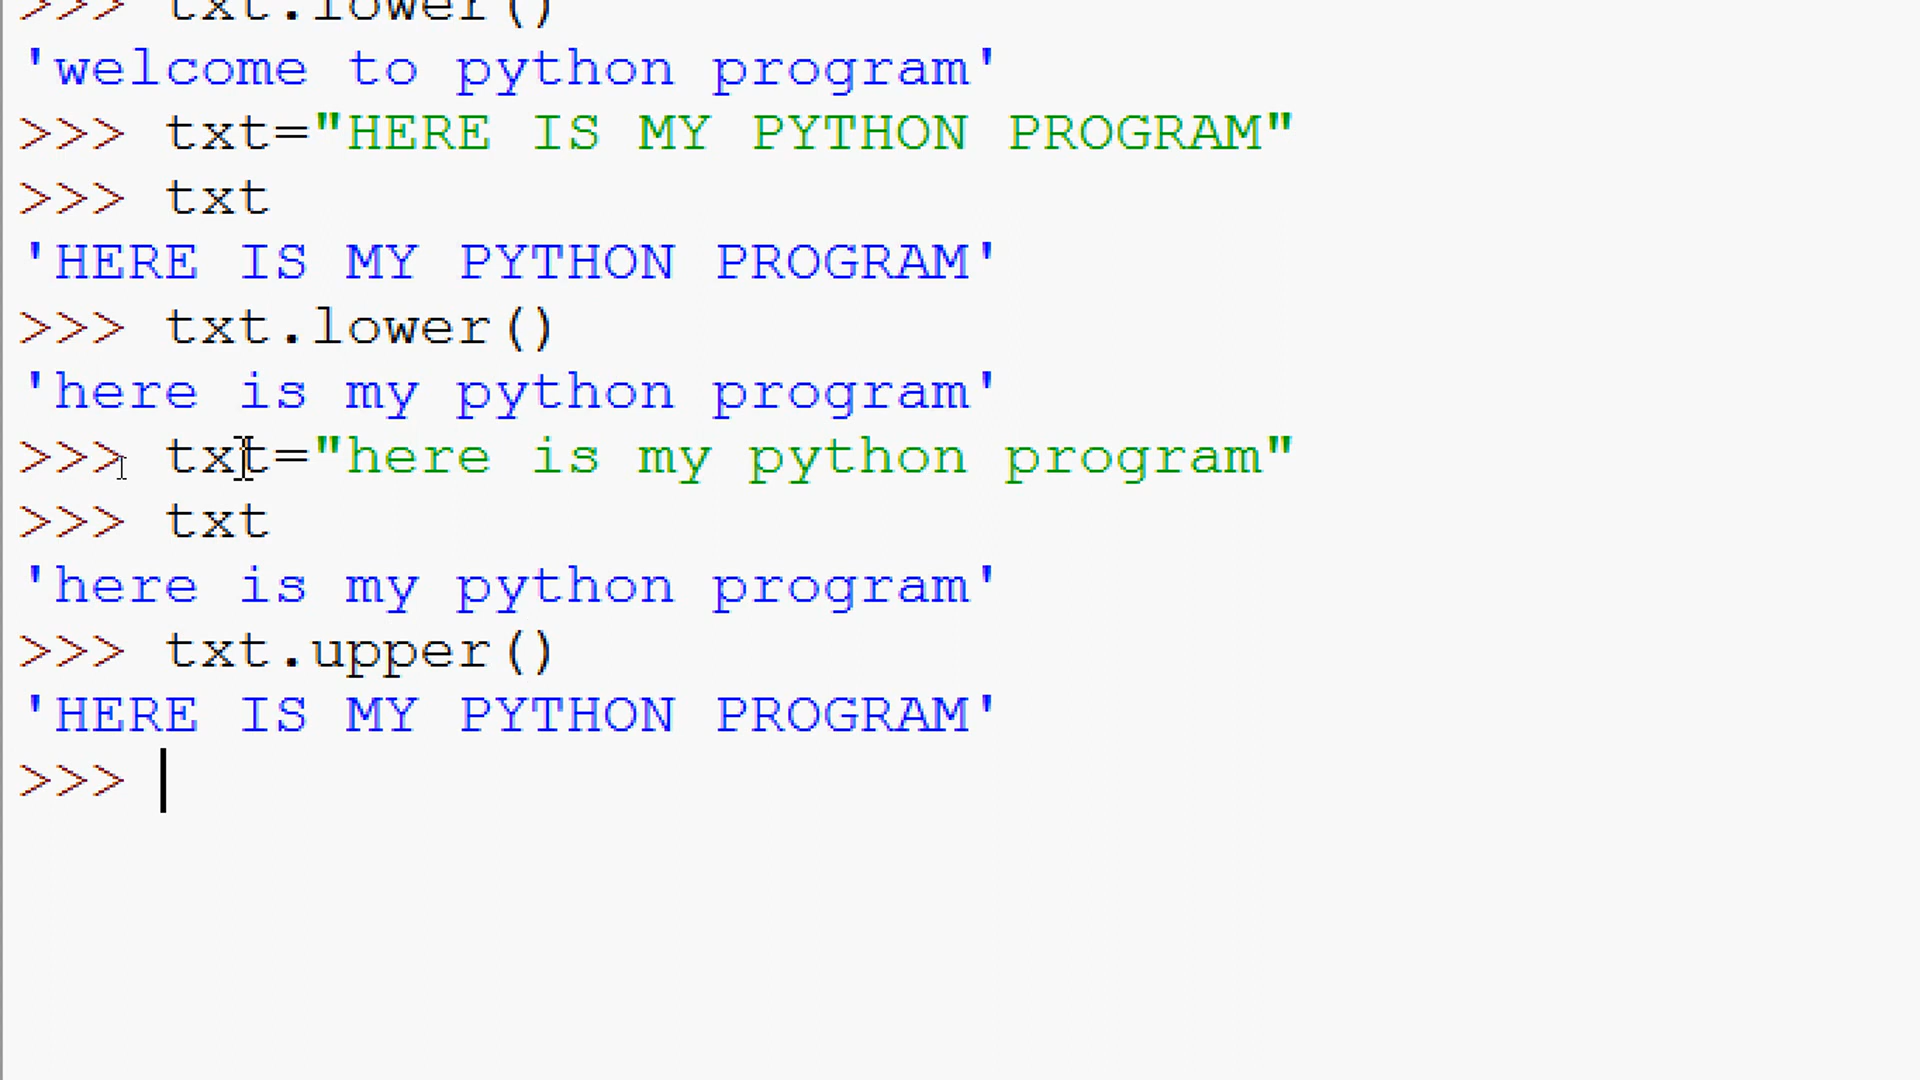 >>> txt.lower()
'welcome to python program'
>>> txt="HERE IS MY PYTHON PROGRAM"
>>> txt
'HERE IS MY PYTHON PROGRAM'
>>> txt.lower()
'here is my python program'
>>> txt="here is my python program"
>>> txt
'here is my python program'
>>> txt.upper()
'HERE IS MY PYTHON PROGRAM'
>>>